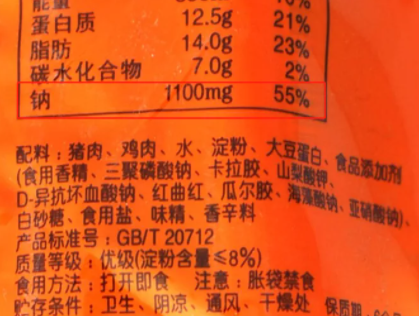 能量
蛋白质 12.5g 21%
脂肪 14.0g 23%
碳水化合物 7.0g 2%
钠 1100mg 55%
配料：猪肉、鸡肉、水、淀粉、大豆蛋白、食品添加剂
(食用香精、三聚磷酸钠、卡拉胶、山梨酸钾、
D-异抗坏血酸钠、红曲红、瓜尔胶、海藻酸钠、亚硝酸钠)、
白砂糖、食用盐、味精、香辛料
产品标准号：GB/T 20712
质量等级：优级(淀粉含量≤8%)
食用方法：打开即食 注意：胀袋禁食
贮存条件：卫生、阴凉、通风、干燥处 保质期：